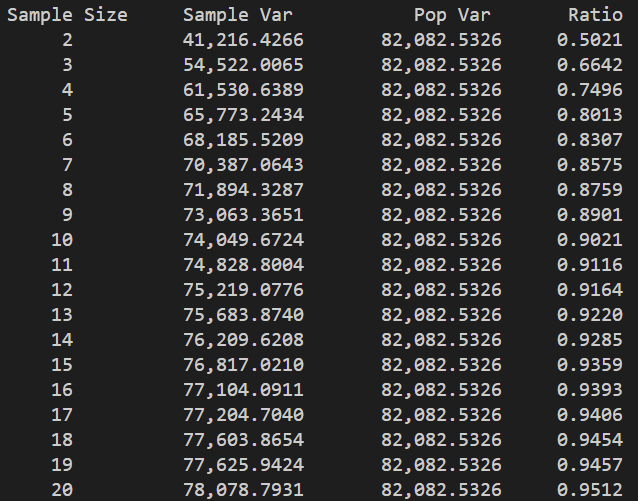 Sample Size Sample Var Pop Var Ratio
2 41,216.4266 82,082.5326 0.5021
3 54,522.0065 82,082.5326 0.6642
4 61,530.6389 82,082.5326 0.7496
5 65,773.2434 82,082.5326 0.8013
6 68,185.5209 82,082.5326 0.8307
7 70,387.0643 82,082.5326 0.8575
8 71,894.3287 82,082.5326 0.8759
9 73,063.3651 82,082.5326 0.8901
10 74,049.6724 82,082.5326 0.9021
11 74,828.8004 82,082.5326 0.9116
12 75,219.0776 82,082.5326 0.9164
13 75,683.8740 82,082.5326 0.9220
14 76,209.6208 82,082.5326 0.9285
15 76,817.0210 82,082.5326 0.9359
16 77,104.0911 82,082.5326 0.9393
17 77,204.7040 82,082.5326 0.9406
18 77,603.8654 82,082.5326 0.9454
19 77,625.9424 82,082.5326 0.9457
20 78,078.7931 82,082.5326 0.9512